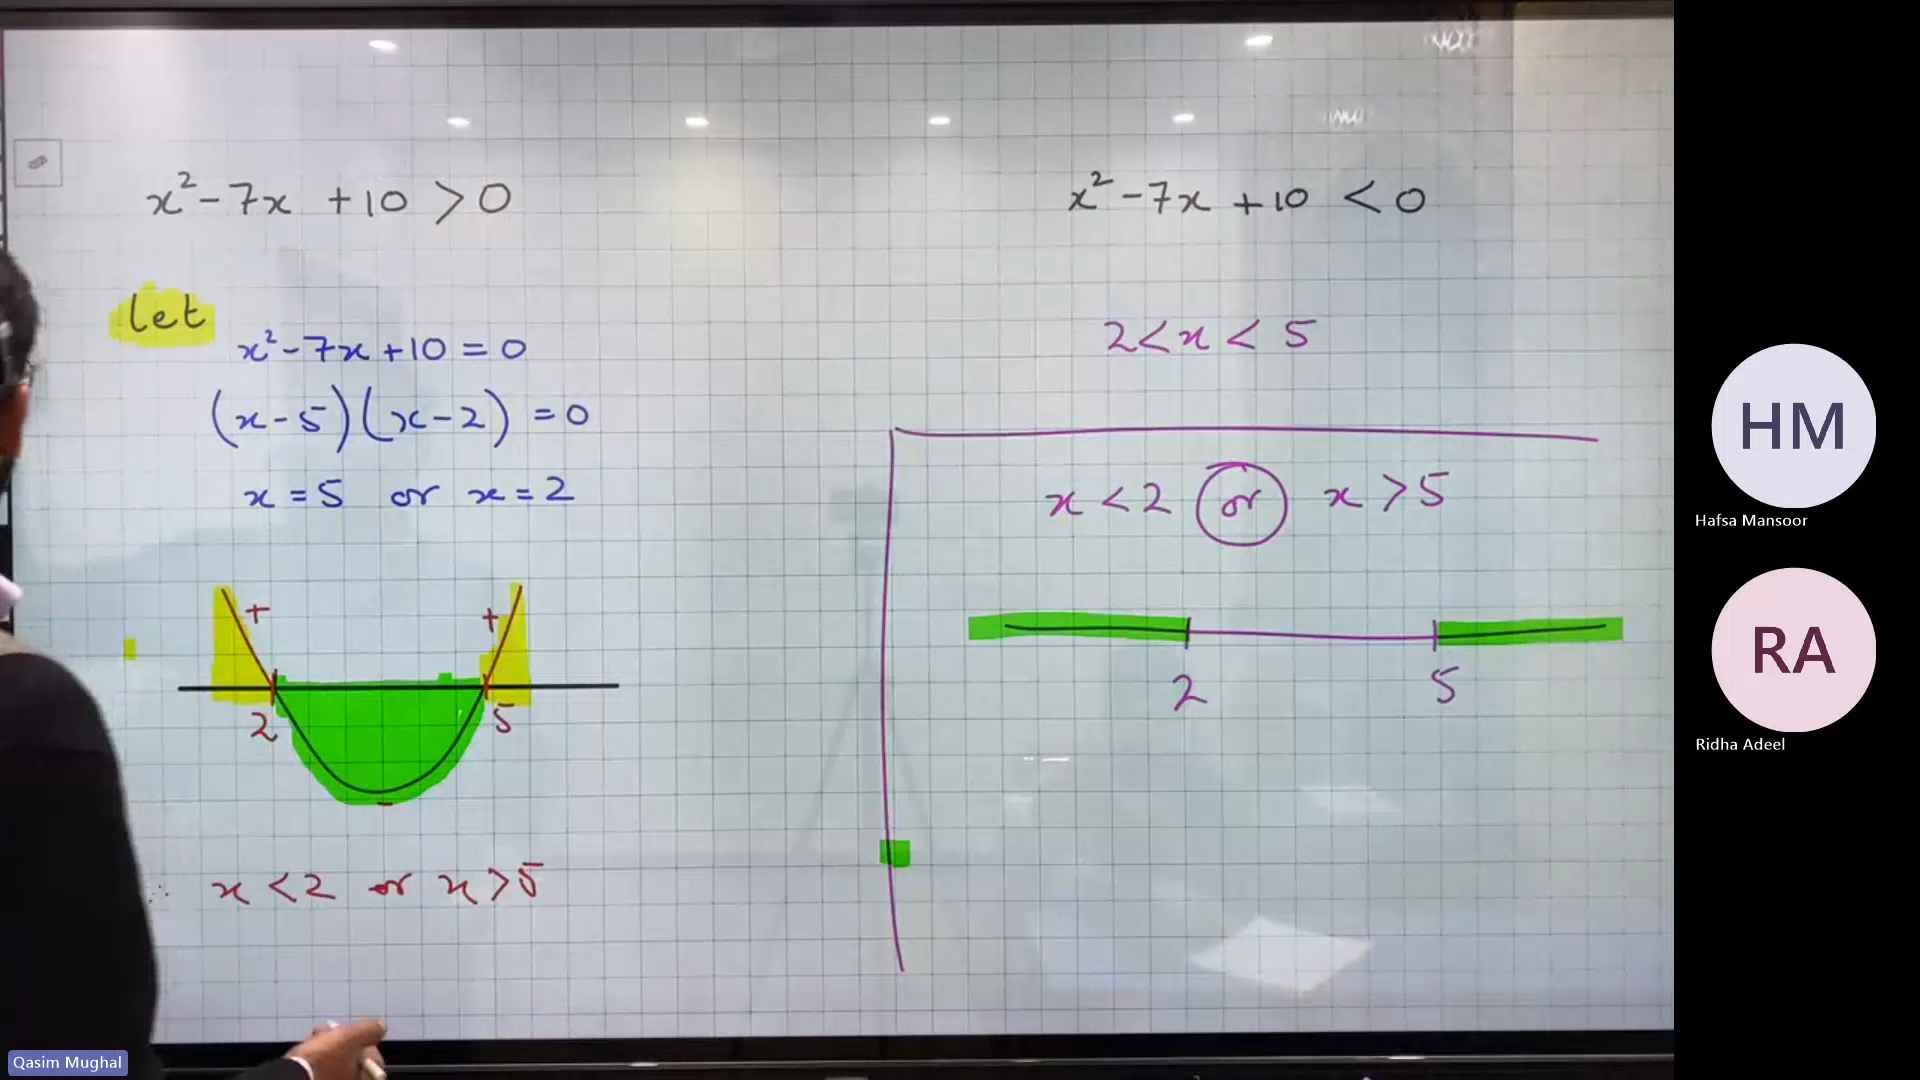 x² - 7x + 10 > 0
let
x² - 7x + 10 = 0
(x - 5)(x - 2) = 0
x = 5 or x = 2
+ +
2 5
-
∴ x < 2 or x > 5
x² - 7x + 10 < 0
2 < x < 5
x < 2 or x > 5
2 5
HM
Hafsa Mansoor
RA
Ridha Adeel
Qasim Mughal